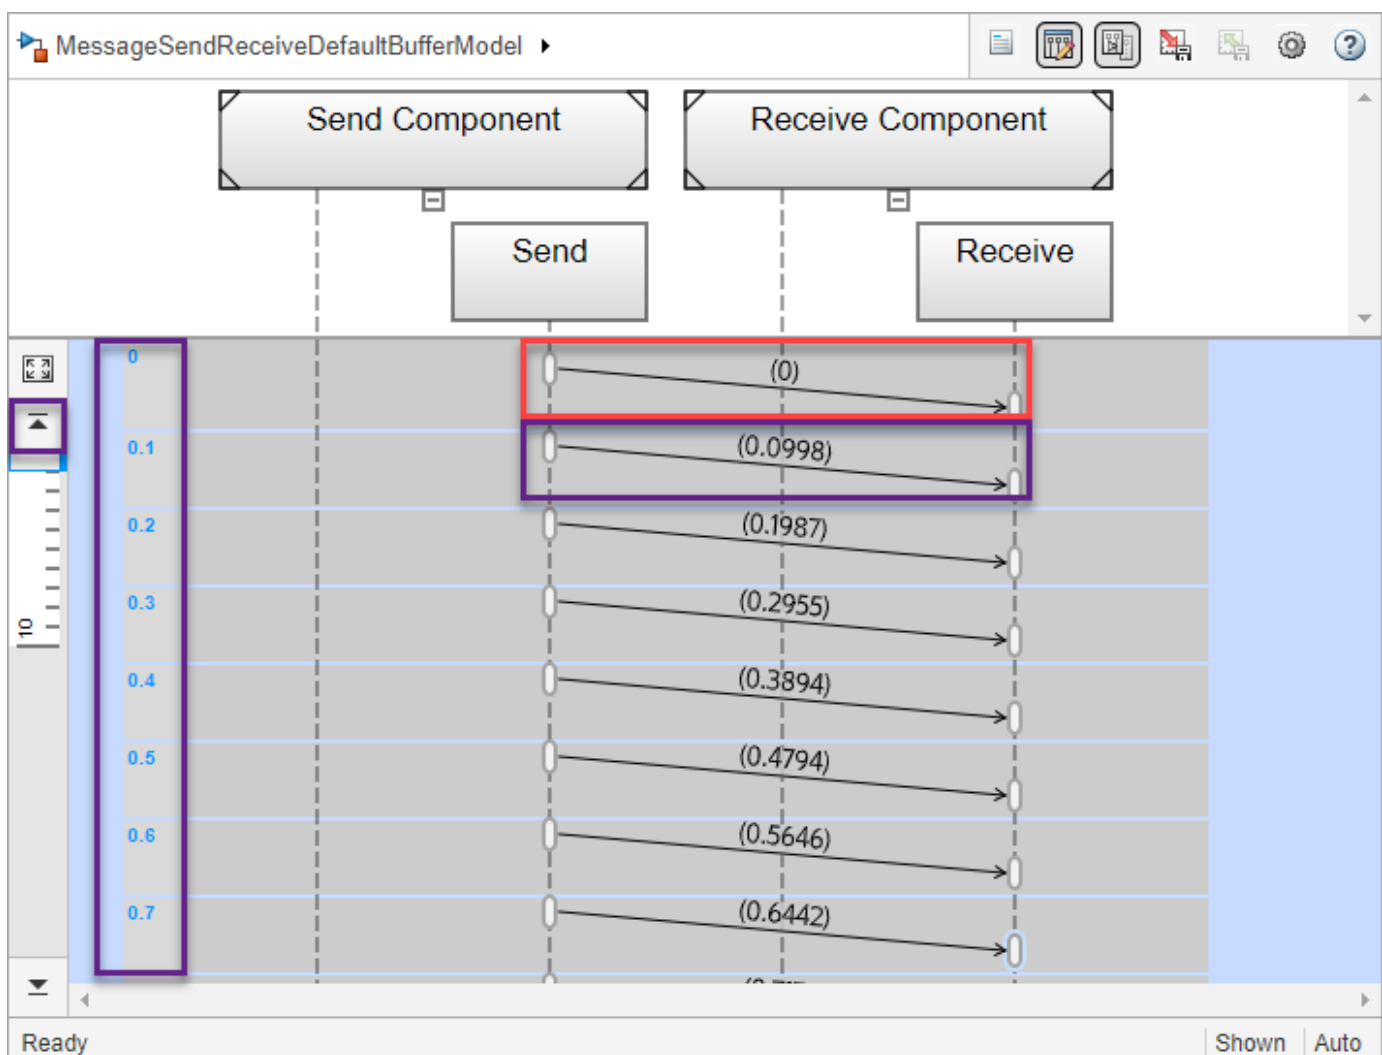 MessageSendReceiveDefaultBufferModel
Send Component
Receive Component
Send
Receive
0
(0)
0.1
(0.0998)
0.2
(0.1987)
0.3
(0.2955)
0.4
(0.3894)
0.5
(0.4794)
0.6
(0.5646)
0.7
(0.6442)
10
Ready
Shown
Auto